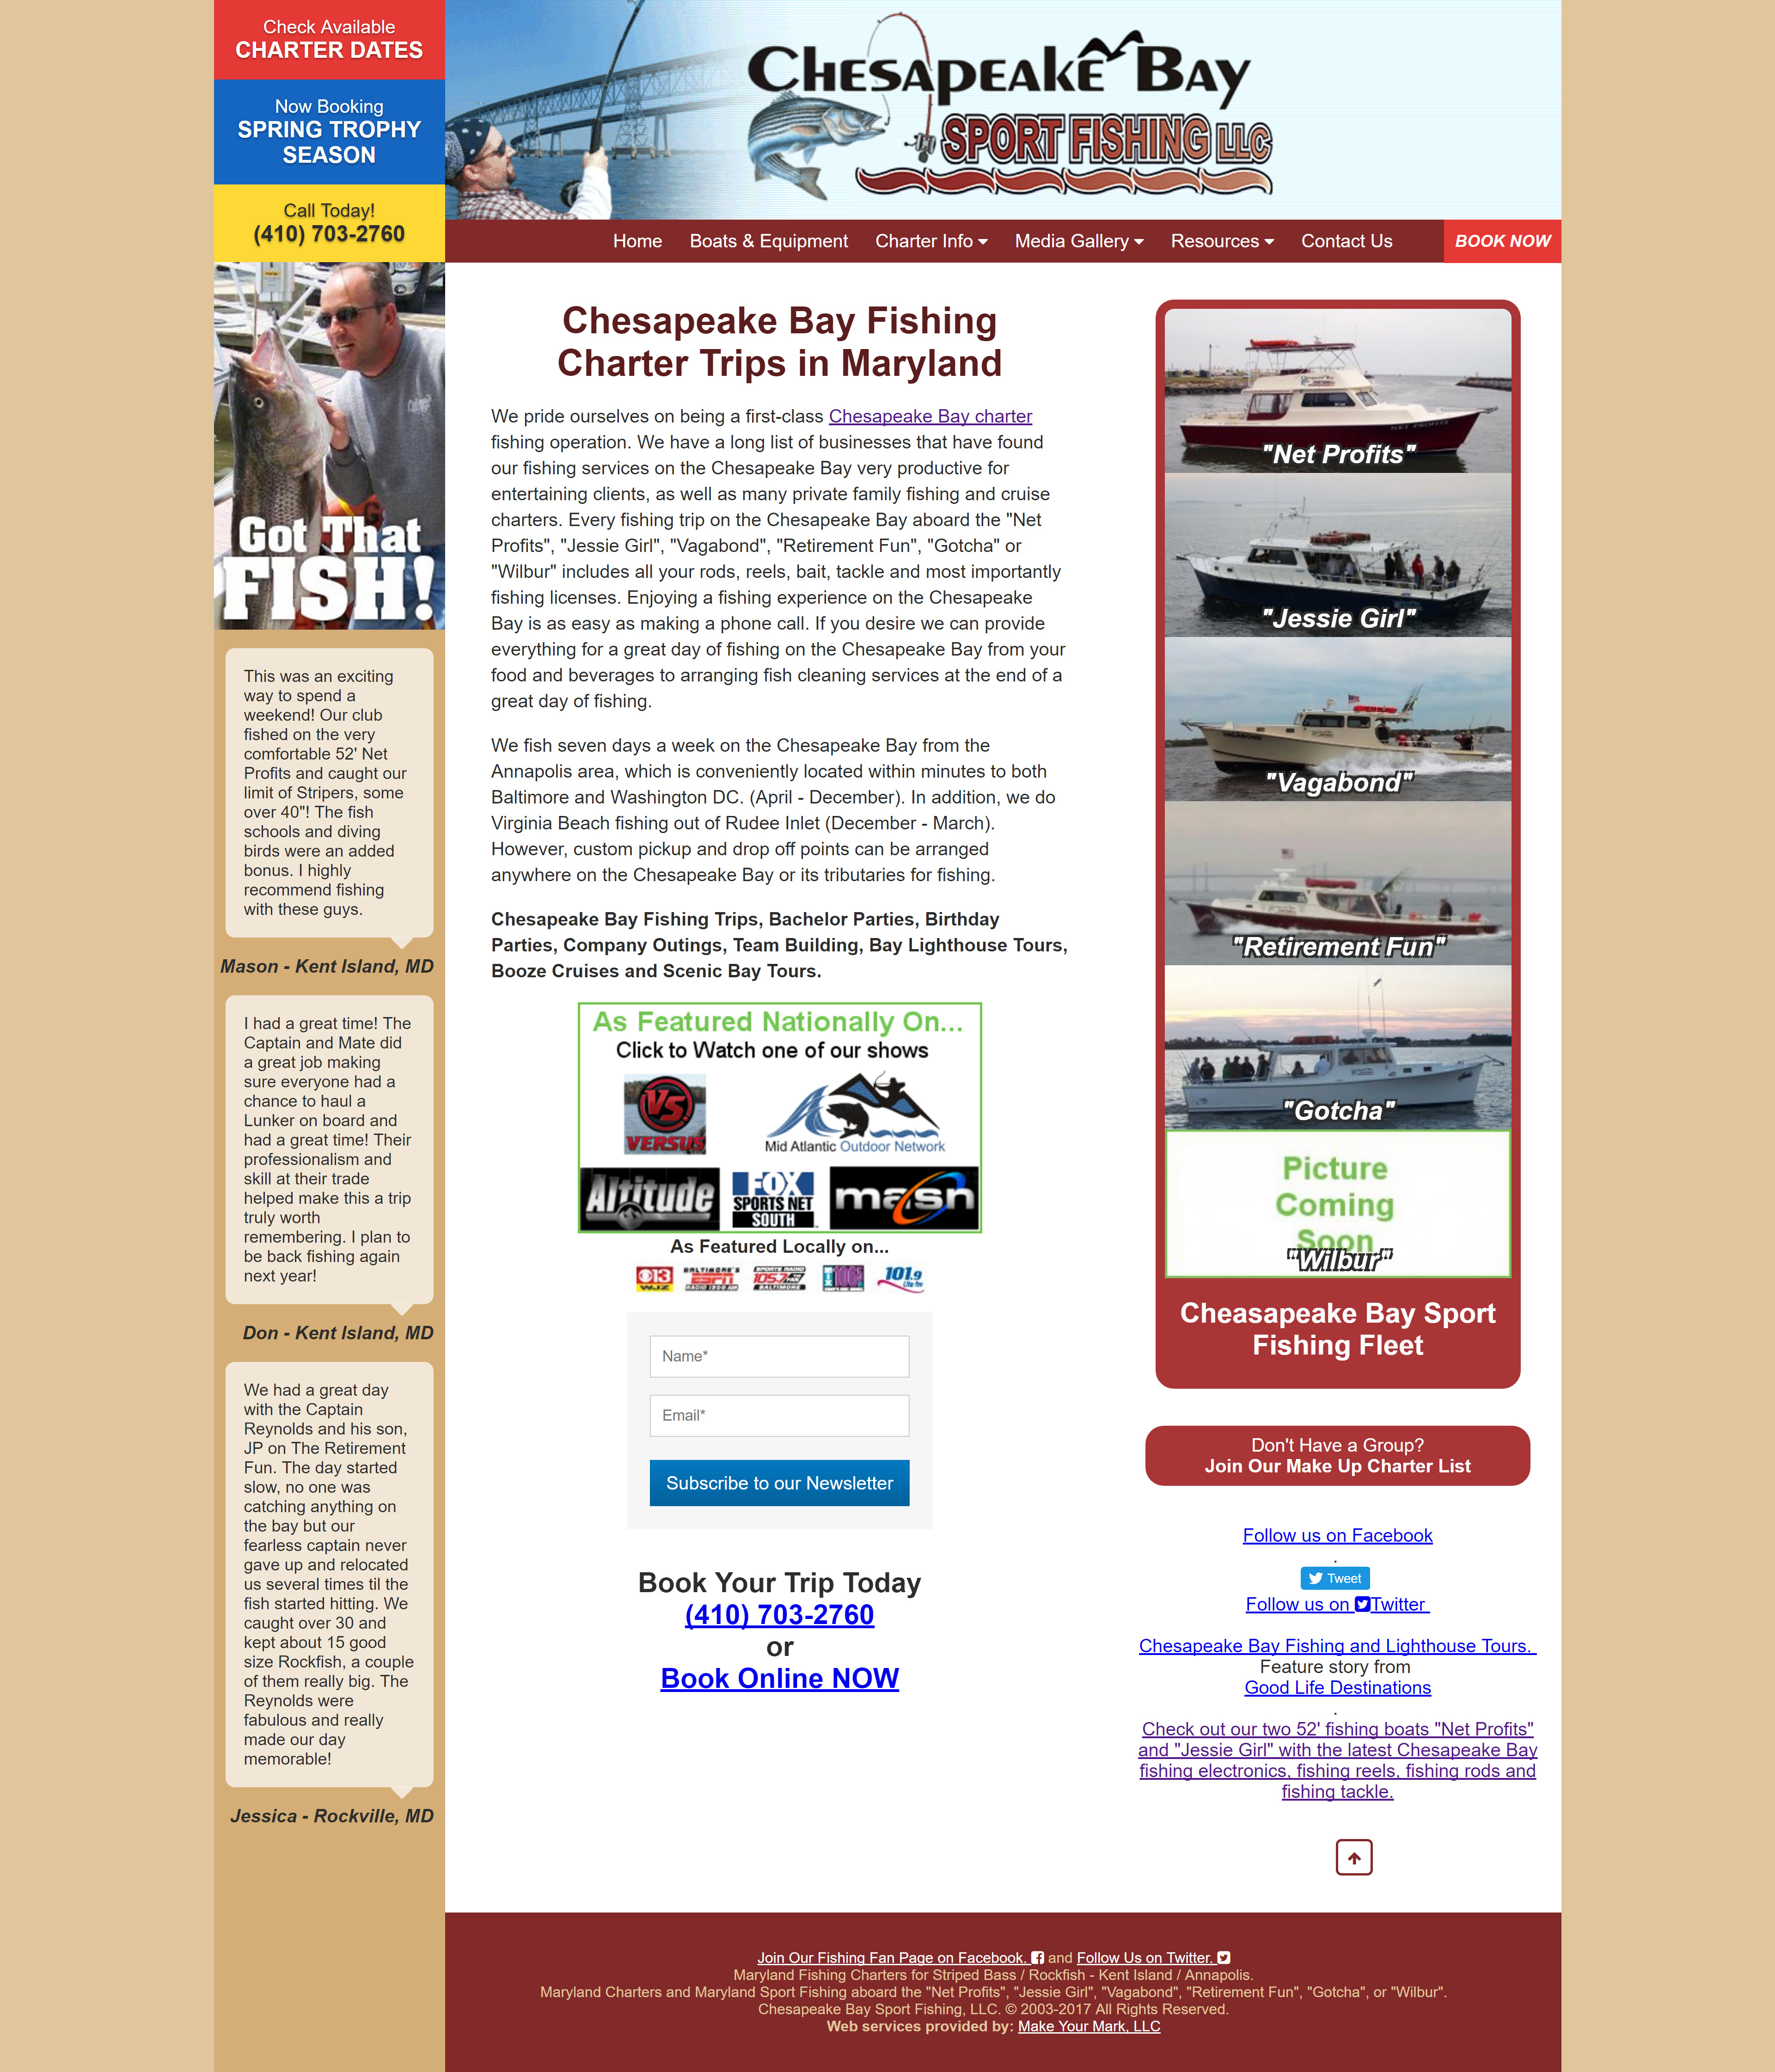 Check Available
CHARTER DATES
Now Booking
SPRING TROPHY
SEASON
Call Today!
(410) 703-2760
Got That
FISH!
This was an exciting
way to spend a
weekend! Our club
fished on the very
comfortable 52' Net
Profits and caught our
limit of Stripers, some
over 40"! The fish
schools and diving
birds were an added
bonus. I highly
recommend fishing
with these guys.
Mason - Kent Island, MD
I had a great time! The
Captain and Mate did
a great job making
sure everyone had a
chance to haul a
Lunker on board and
had a great time! Their
professionalism and
skill at their trade
helped make this a trip
truly worth
remembering. I plan to
be back fishing again
next year!
Don - Kent Island, MD
We had a great day
with the Captain
Reynolds and his son,
JP on The Retirement
Fun. The day started
slow, no one was
catching anything on
the bay but our
fearless captain never
gave up and relocated
us several times til the
fish started hitting. We
caught over 30 and
kept about 15 good
size Rockfish, a couple
of them really big. The
Reynolds were
fabulous and really
made our day
memorable!
Jessica - Rockville, MD
Chesapeake Bay
SPORT FISHING LLC
Home Boats & Equipment Charter Info Media Gallery Resources Contact Us BOOK NOW
Chesapeake Bay Fishing
Charter Trips in Maryland
We pride ourselves on being a first-class Chesapeake Bay charter
fishing operation. We have a long list of businesses that have found
our fishing services on the Chesapeake Bay very productive for
entertaining clients, as well as many private family fishing and cruise
charters. Every fishing trip on the Chesapeake Bay aboard the "Net
Profits", "Jessie Girl", "Vagabond", "Retirement Fun", "Gotcha" or
"Wilbur" includes all your rods, reels, bait, tackle and most importantly
fishing licenses. Enjoying a fishing experience on the Chesapeake
Bay is as easy as making a phone call. If you desire we can provide
everything for a great day of fishing on the Chesapeake Bay from your
food and beverages to arranging fish cleaning services at the end of a
great day of fishing.
We fish seven days a week on the Chesapeake Bay from the
Annapolis area, which is conveniently located within minutes to both
Baltimore and Washington DC. (April - December). In addition, we do
Virginia Beach fishing out of Rudee Inlet (December - March).
However, custom pickup and drop off points can be arranged
anywhere on the Chesapeake Bay or its tributaries for fishing.
Chesapeake Bay Fishing Trips, Bachelor Parties, Birthday
Parties, Company Outings, Team Building, Bay Lighthouse Tours,
Booze Cruises and Scenic Bay Tours.
As Featured Nationally On...
Click to Watch one of our shows
VS
VERSUS
Mid Atlantic Outdoor Network
Altitude
FOX
SPORTS NET
SOUTH
masn
As Featured Locally on...
13
WJZ
BALTIMORE'S
ESPN
SPORTS RADIO
105.7
BALTIMORE
101.9
Lite fm
Name*
Email*
Subscribe to our Newsletter
Book Your Trip Today
(410) 703-2760
or
Book Online NOW
"Net Profits"
"Jessie Girl"
"Vagabond"
"Retirement Fun"
"Gotcha"
Picture
Coming
Soon
"Wilbur"
Cheasapeake Bay Sport
Fishing Fleet
Don't Have a Group?
Join Our Make Up Charter List
Follow us on Facebook
.
Tweet
Follow us on Twitter
Chesapeake Bay Fishing and Lighthouse Tours.
Feature story from
Good Life Destinations
.
Check out our two 52' fishing boats "Net Profits"
and "Jessie Girl" with the latest Chesapeake Bay
fishing electronics, fishing reels, fishing rods and
fishing tackle.
Join Our Fishing Fan Page on Facebook. and Follow Us on Twitter.
Maryland Fishing Charters for Striped Bass / Rockfish - Kent Island / Annapolis.
Maryland Charters and Maryland Sport Fishing aboard the "Net Profits", "Jessie Girl", "Vagabond", "Retirement Fun", "Gotcha", or "Wilbur".
Chesapeake Bay Sport Fishing, LLC. © 2003-2017 All Rights Reserved.
Web services provided by: Make Your Mark, LLC